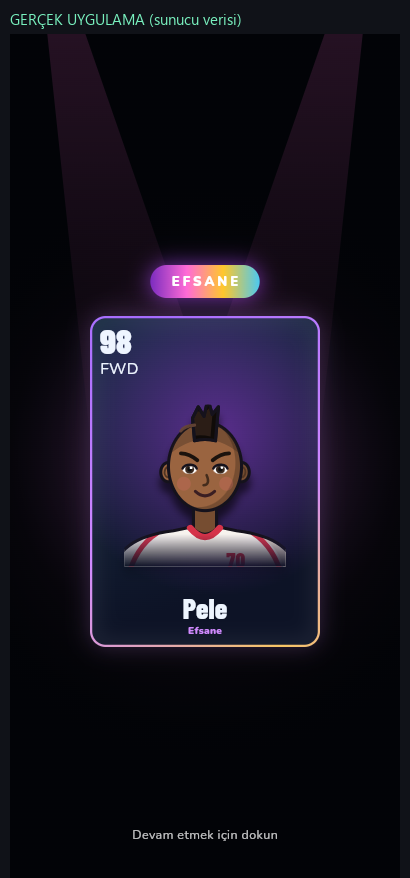 GERÇEK UYGULAMA (sunucu verisi)
EFSANE
98
FWD
70
Pele
Efsane
Devam etmek için dokun